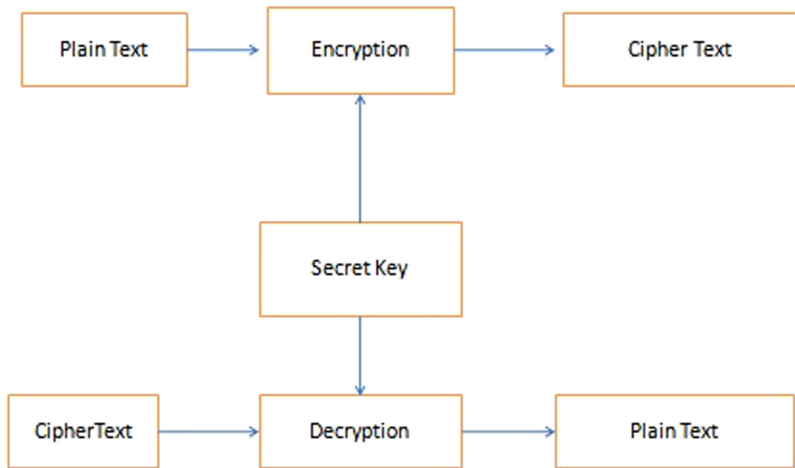 Plain Text
Encryption
Cipher Text
Secret Key
CipherText
Decryption
Plain Text